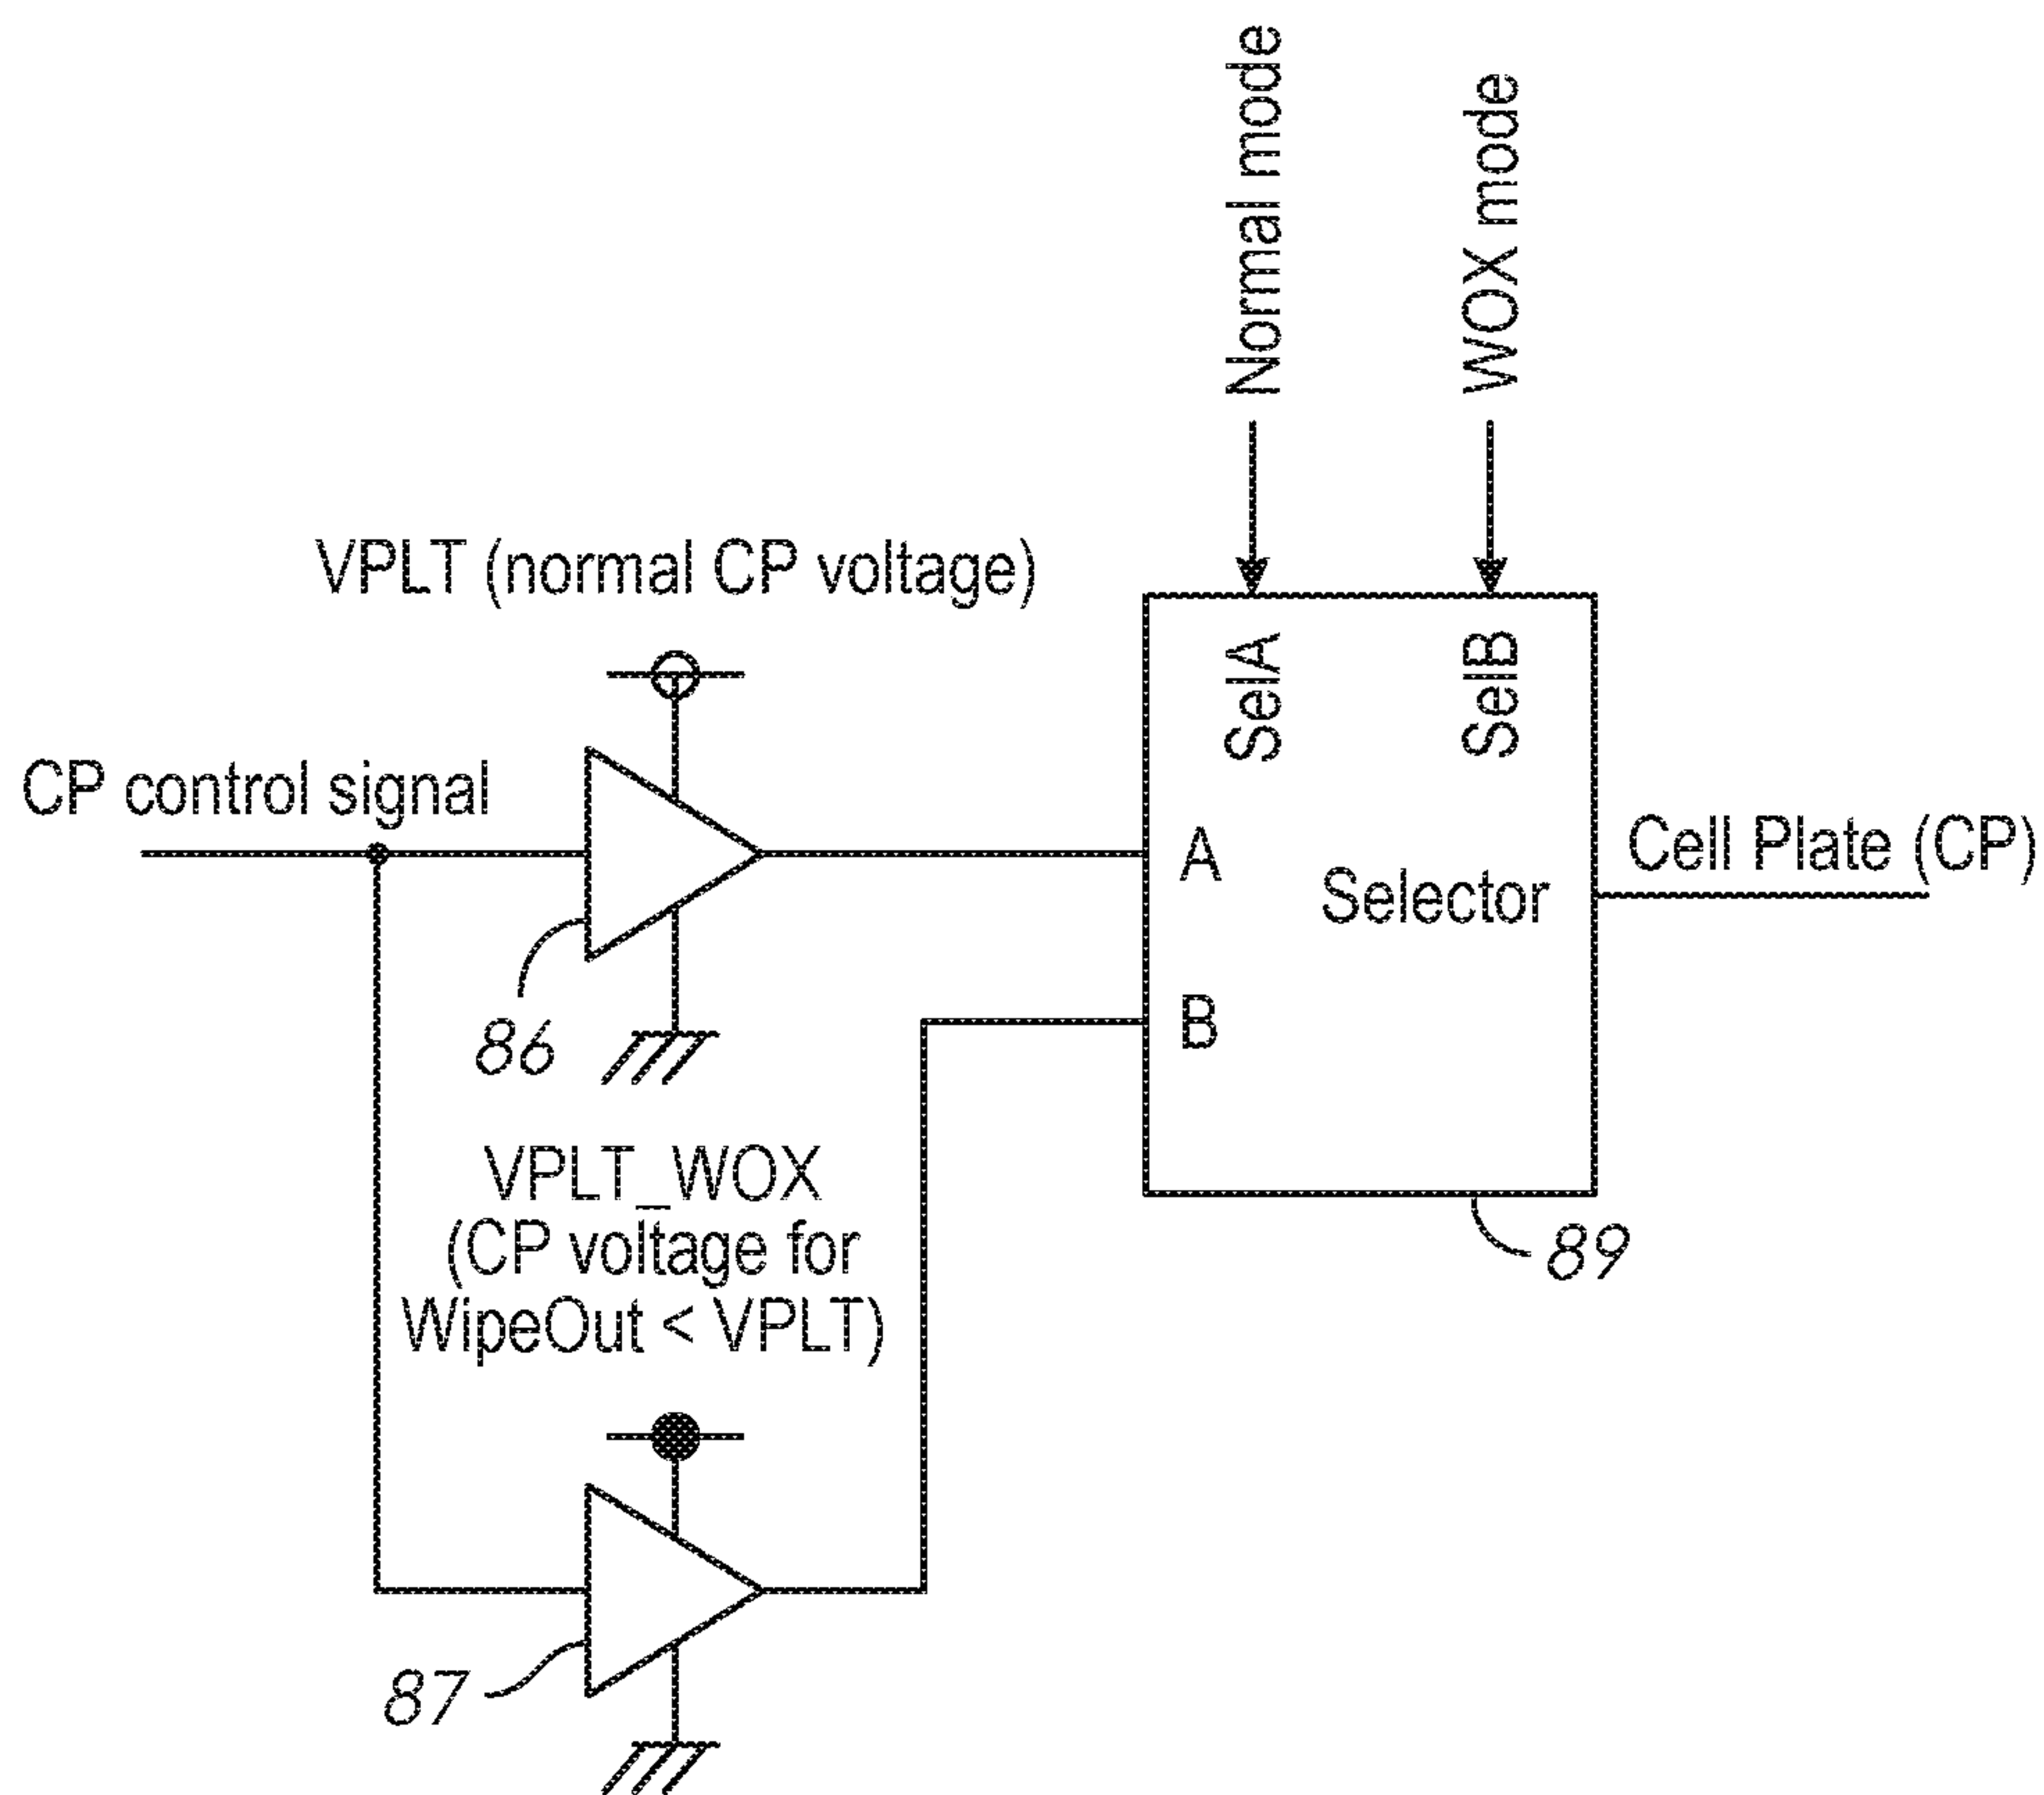 Normal mode
WOX mode
VPLT (normal CP voltage)
SelA
SelB
CP control signal
A
Selector
Cell Plate (CP)
B
86
VPLT_WOX
(CP voltage for
WipeOut < VPLT)
89
87